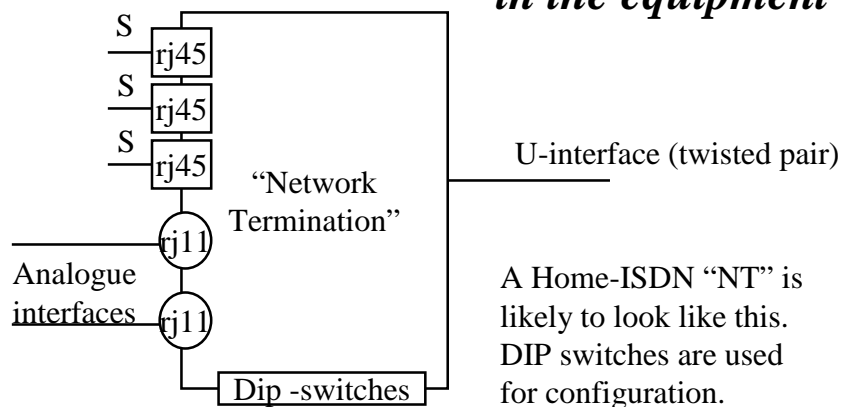 in the equipment
S
rj45
S
rj45
S
rj45
U-interface (twisted pair)
“Network
Termination”
rj11
Analogue
interfaces
rj11
A Home-ISDN “NT” is
likely to look like this.
DIP switches are used
for configuration.
Dip -switches